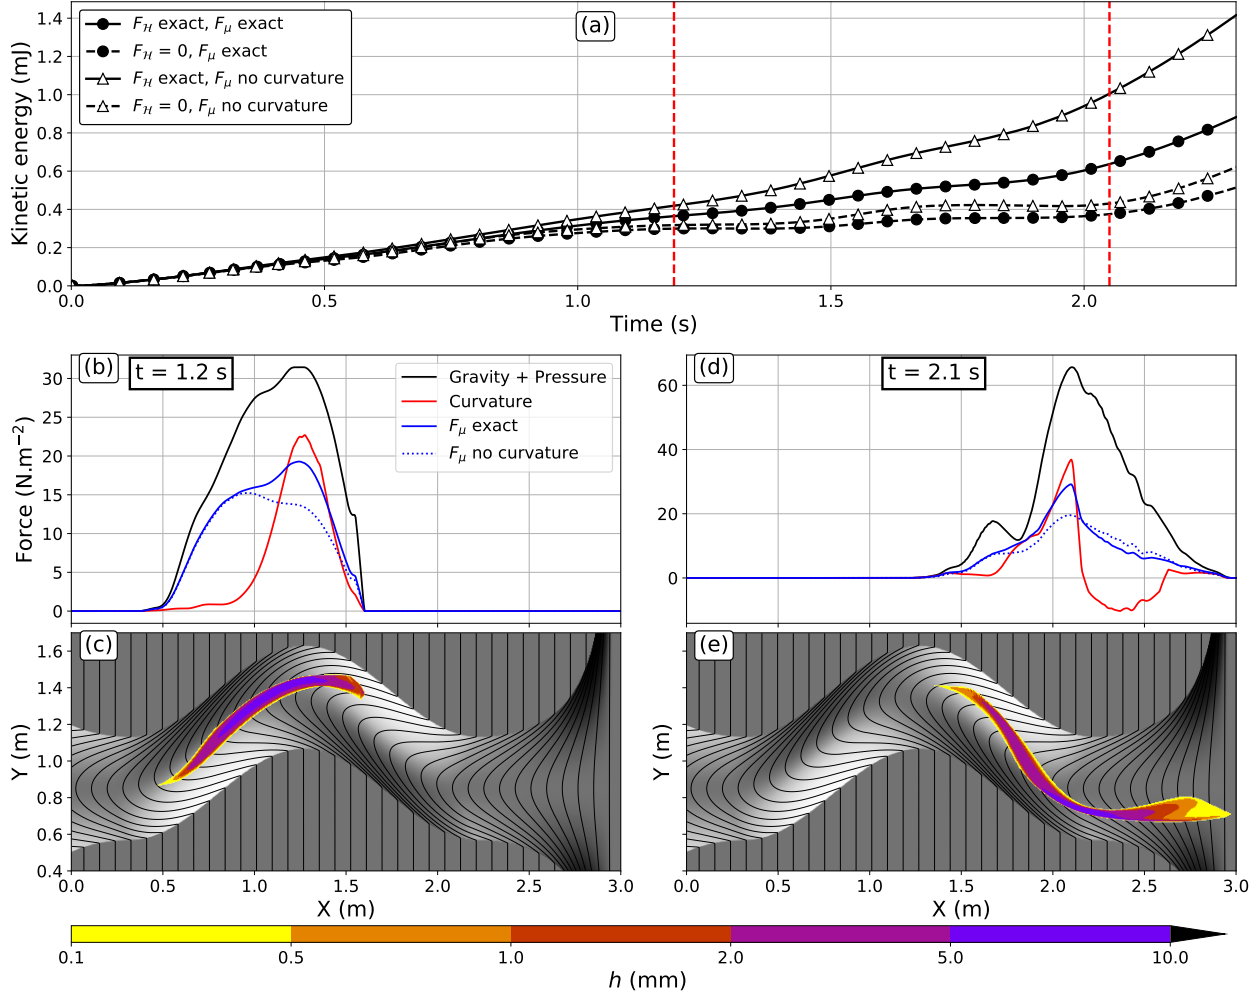 (a)
F_H exact, F_μ exact
F_H = 0, F_μ exact
F_H exact, F_μ no curvature
F_H = 0, F_μ no curvature
Kinetic energy (mJ)
1.4
1.2
1.0
0.8
0.6
0.4
0.2
0.0
0.0 0.5 1.0 1.5 2.0
Time (s)
(b)
t = 1.2 s
Gravity + Pressure
Curvature
F_μ exact
F_μ no curvature
Force (N.m⁻²)
30
25
20
15
10
5
0
(d)
t = 2.1 s
60
40
20
0
(c)
Y (m)
1.6
1.4
1.2
1.0
0.8
0.6
0.4
0.0 0.5 1.0 1.5 2.0 2.5 3.0
X (m)
(e)
Y (m)
0.0 0.5 1.0 1.5 2.0 2.5 3.0
X (m)
0.1 0.5 1.0 2.0 5.0 10.0
h (mm)